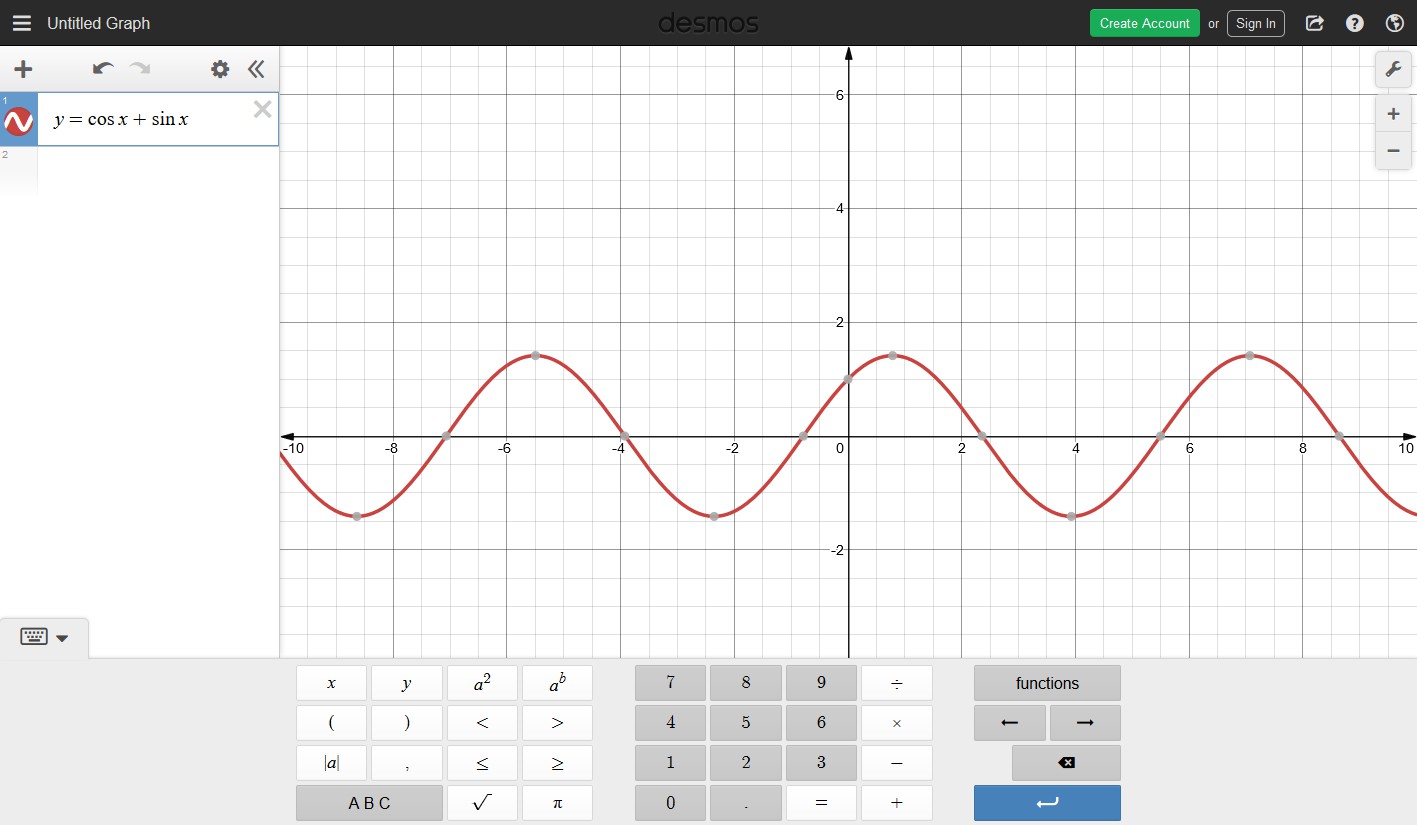 Untitled Graph
desmos
Create Account or Sign In
1
y = cos x + sin x
2
6
4
2
-10 -8 -6 -4 -2 0 2 4 6 8 10
-2
x y a² aᵇ 7 8 9 ÷ functions
( ) < > 4 5 6 ×
|a| , ≤ ≥ 1 2 3 −
A B C √ π 0 . = +